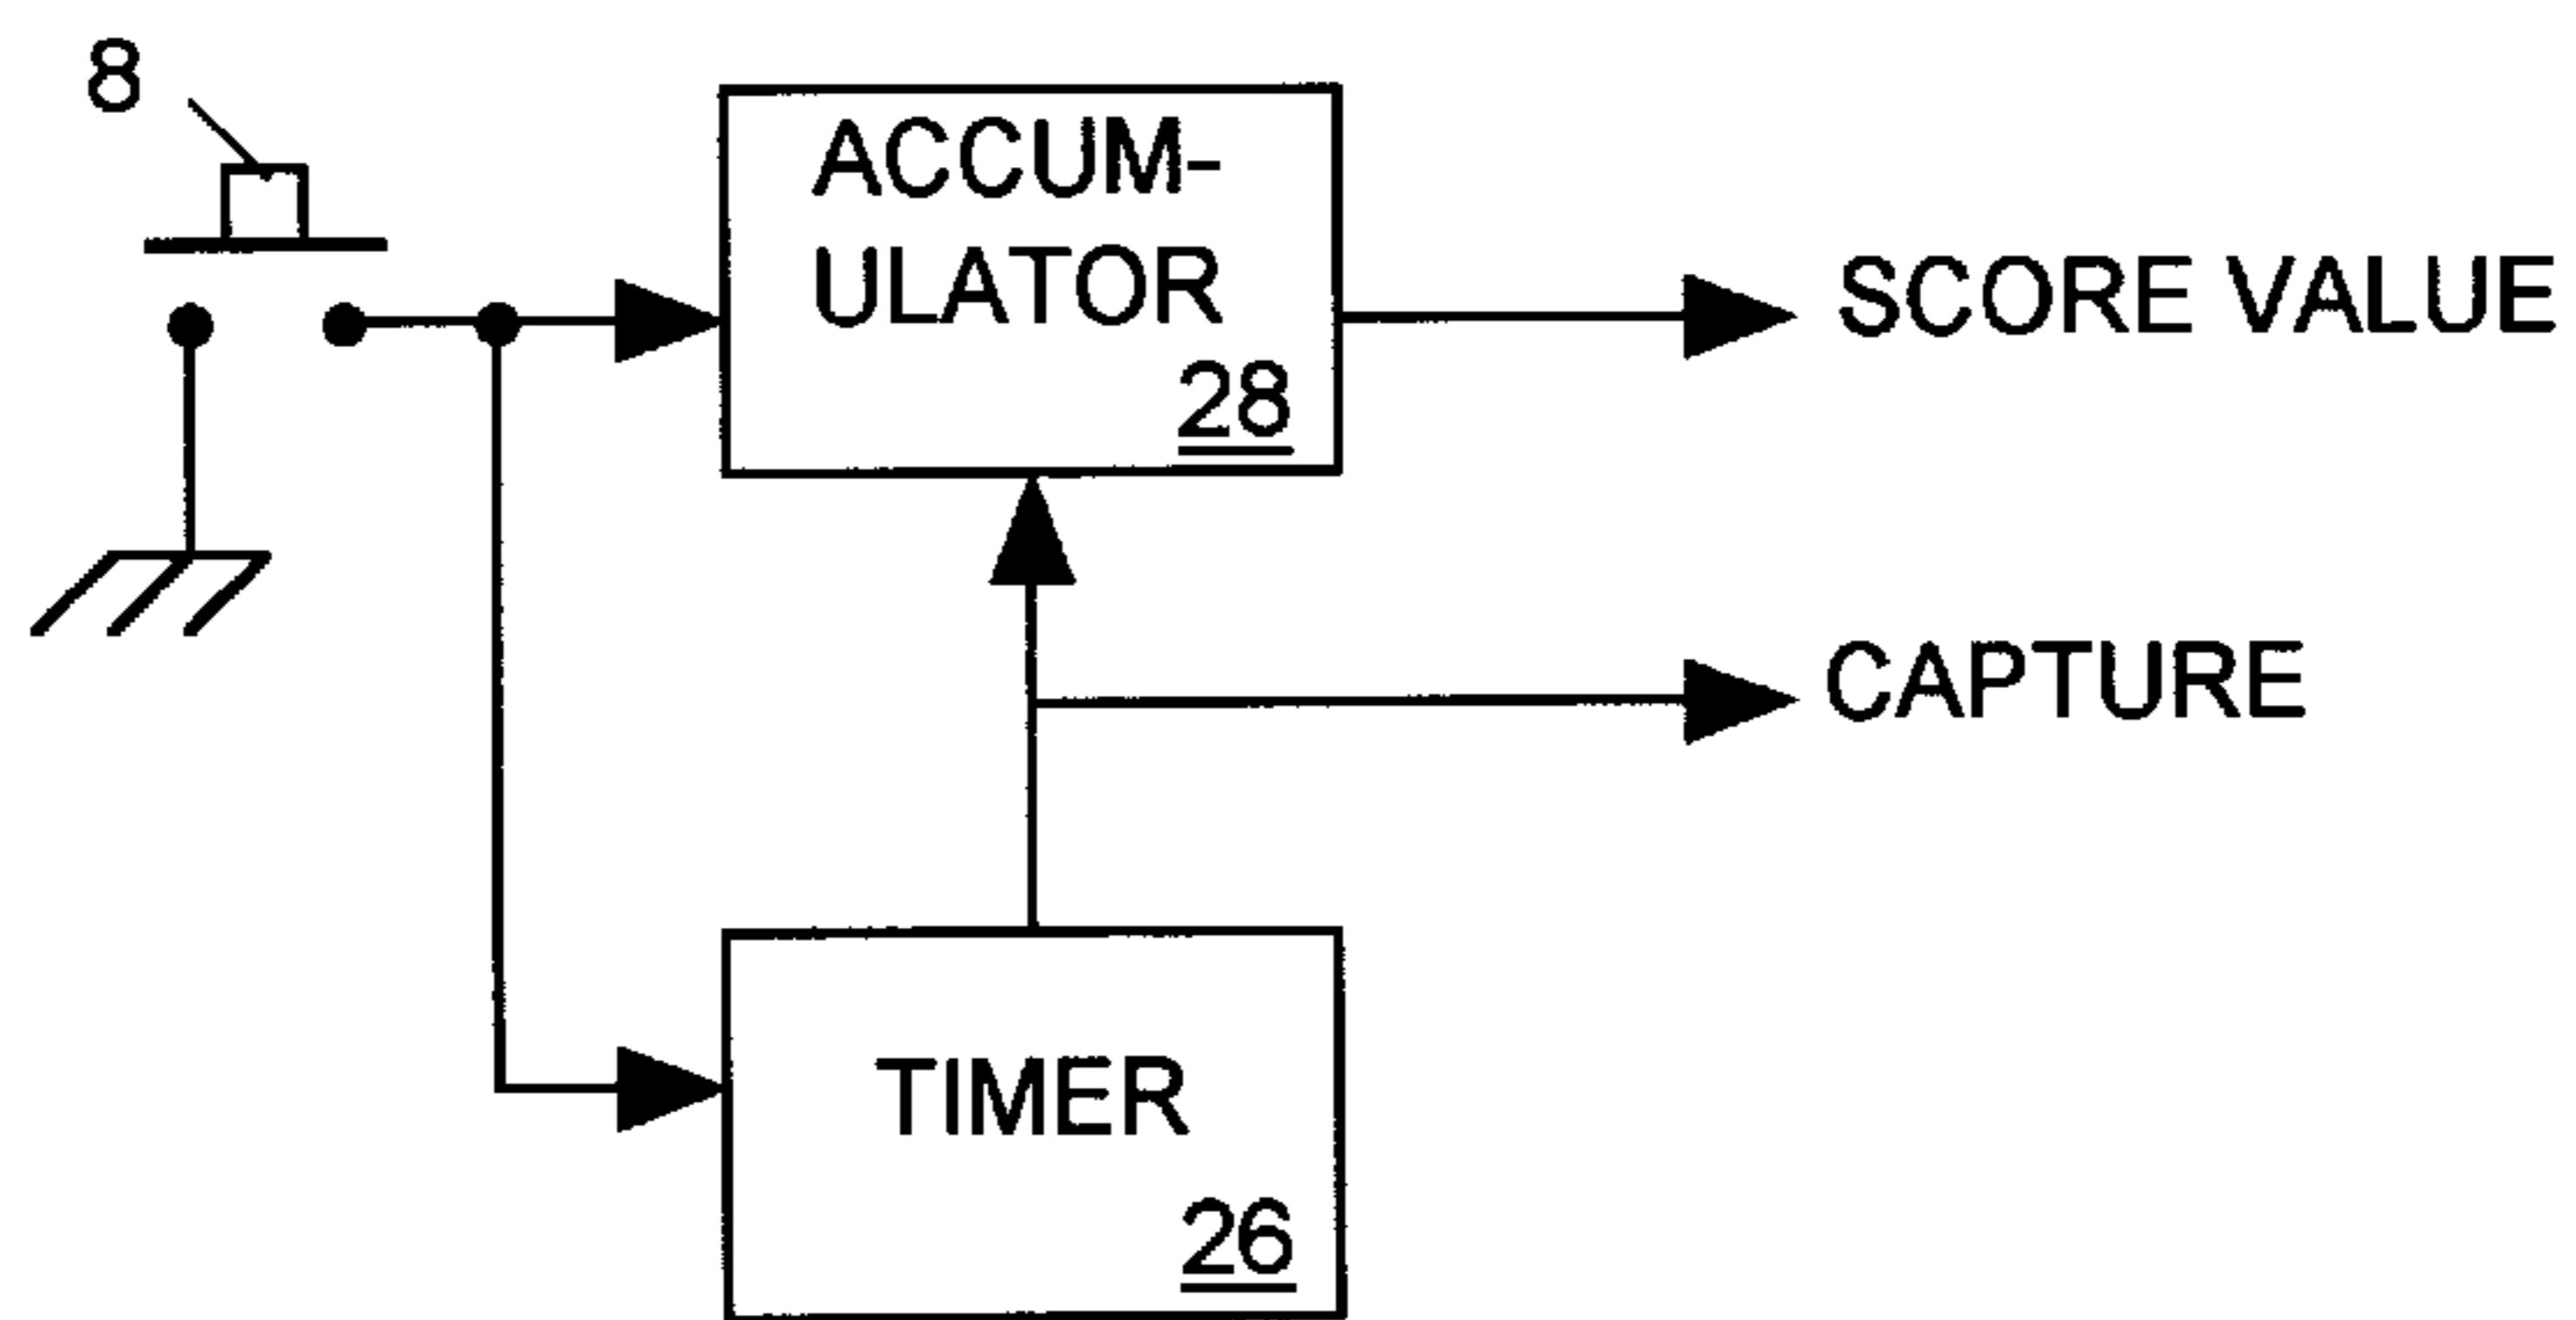 8
ACCUM-
ULATOR
28
SCORE VALUE
CAPTURE
TIMER
26